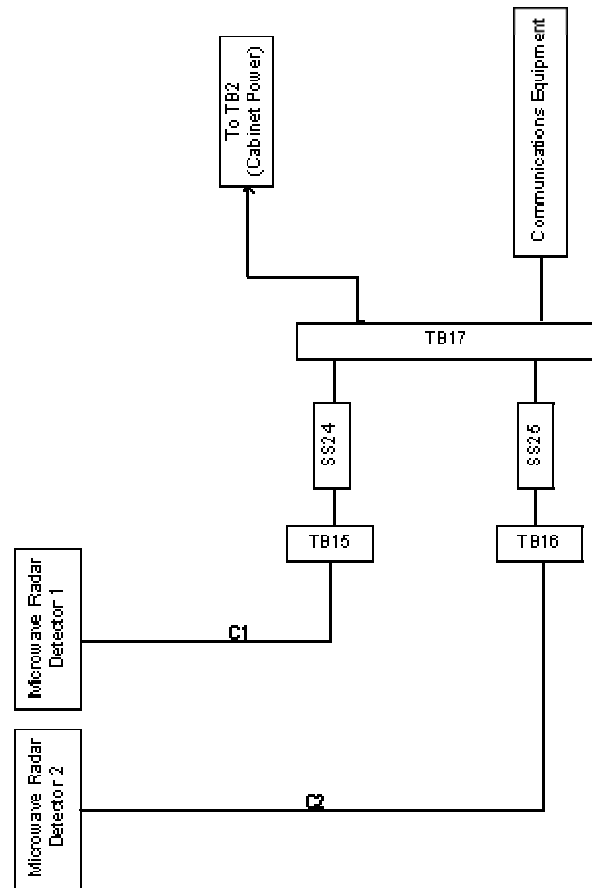 To TB2
(Cabinet Power)
Communications Equipment
TB17
SS24
SS25
TB15
TB16
Microwave Radar
Detector 1
C1
Microwave Radar
Detector 2
C2